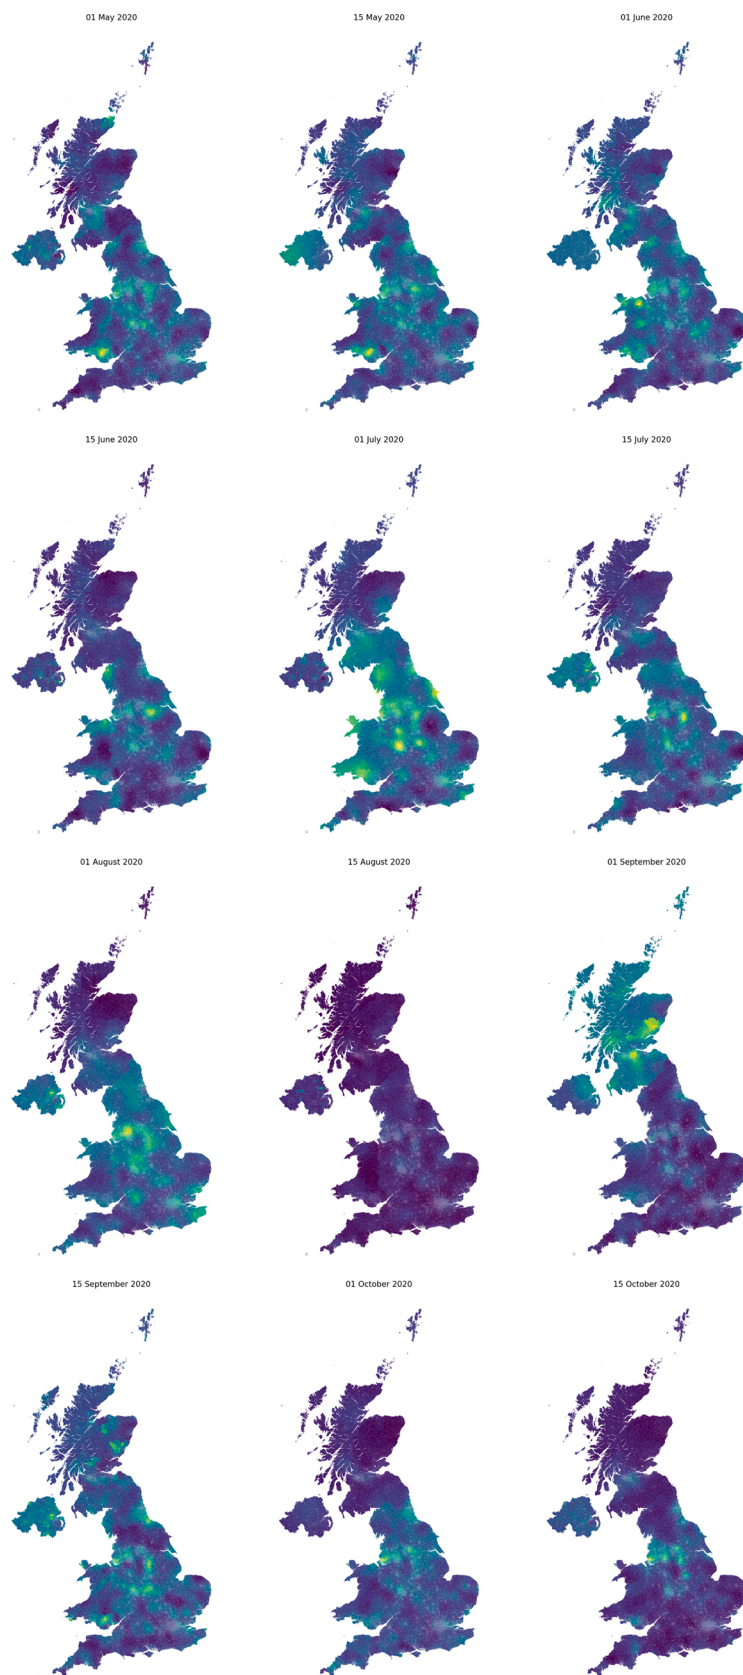 01 May 2020
15 May 2020
01 June 2020
15 June 2020
01 July 2020
15 July 2020
01 August 2020
15 August 2020
01 September 2020
15 September 2020
01 October 2020
15 October 2020